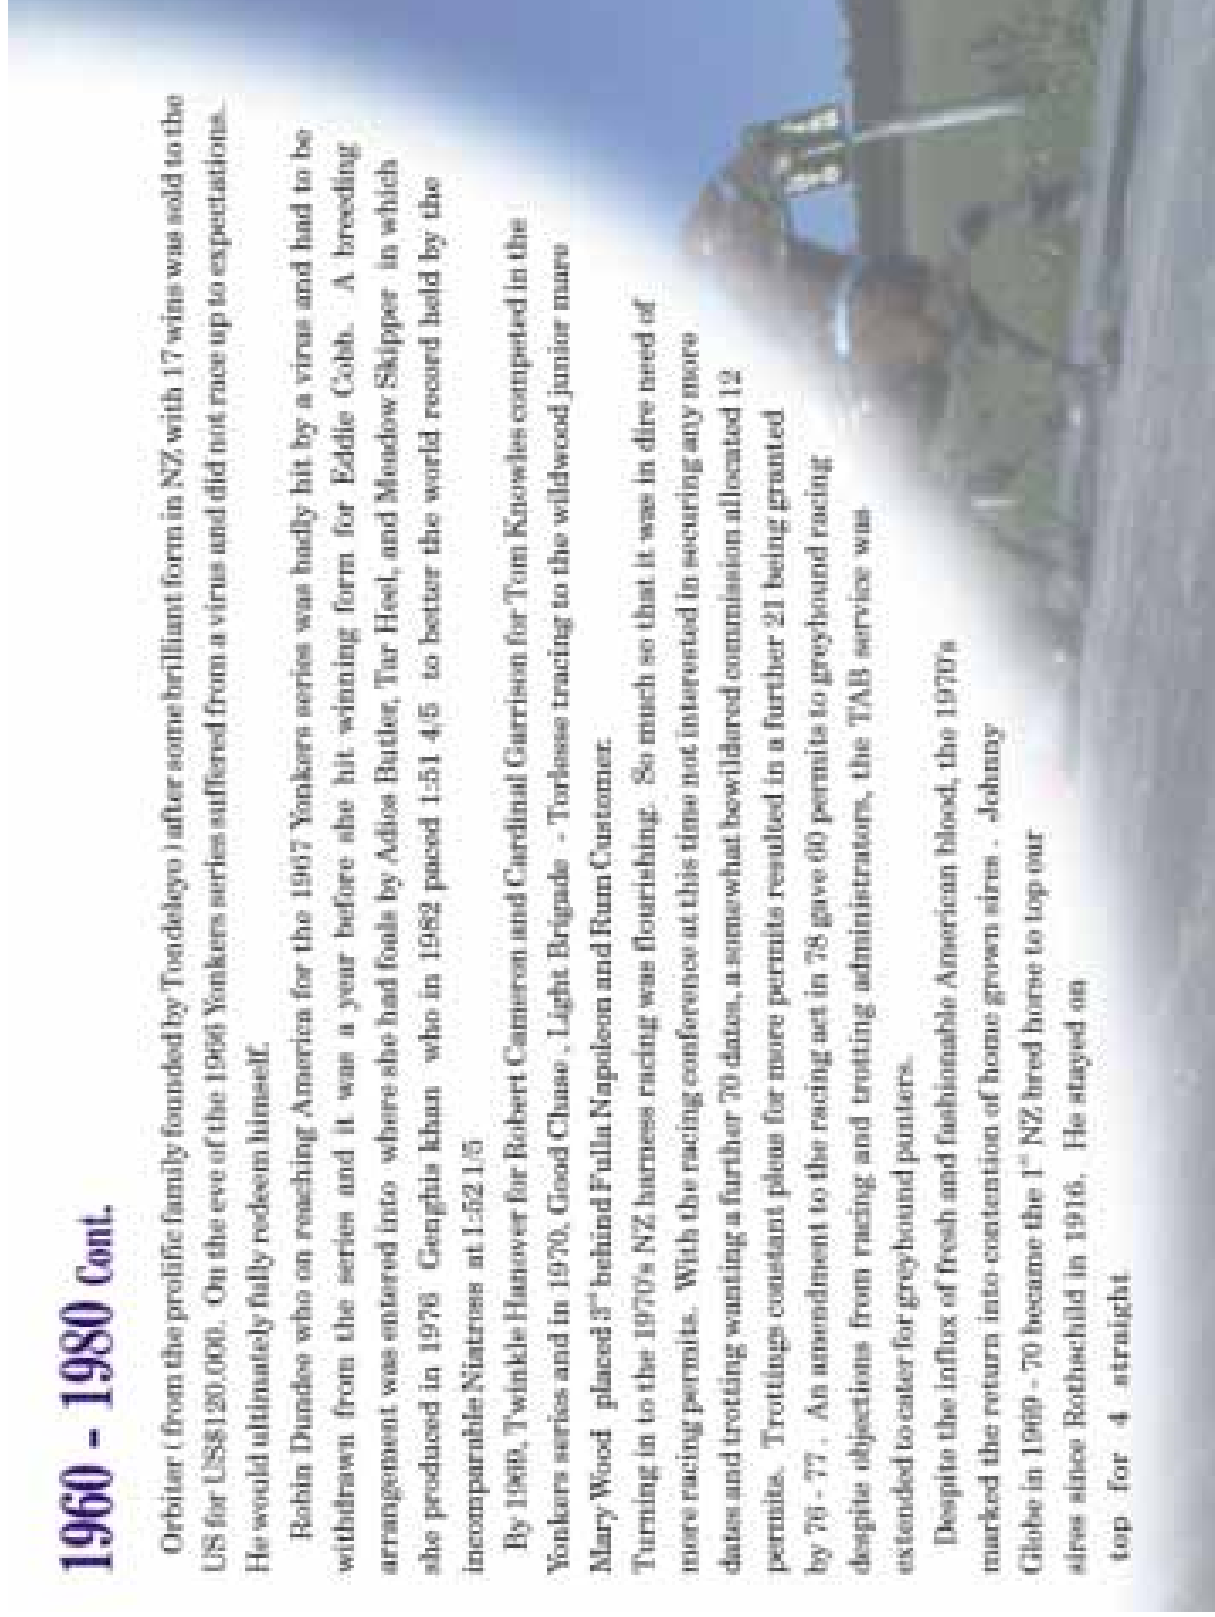 1960 - 1980 Cont.
Orbiter ( from the prolific family founded by Tondeleyo ) after some brilliant form in NZ with 17 wins was sold to the
US for US$120,000. On the eve of the 1966 Yonkers series suffered from a virus and did not race up to expectations.
He would ultimately fully redeem himself.
Robin Dundee who on reaching America for the 1967 Yonkers series was badly hit by a virus and had to be
withdrawn from the series and it was a year before she hit winning form for Eddie Cobb. A breeding
arrangement was entered into where she had foals by Adios Butler, Tar Heel, and Meadow Skipper in which
she produced in 1976 Genghis khan who in 1982 paced 1:51 4/5 to better the world record held by the
incomparable Niatross at 1:52 1/5
By 1969, Twinkle Hanover for Robert Cameron and Cardinal Garrison for Tom Knowles competed in the
Yonkers series and in 1970, Good Chase , Light Brigade - Torlesse tracing to the wildwood junior mare
Mary Wood placed 3rd behind Fulla Napoleon and Rum Customer.
Turning in to the 1970's NZ harness racing was flourishing. So much so that it was in dire need of
more racing permits. With the racing conference at this time not interested in securing any more
dates and trotting wanting a further 70 dates, a somewhat bewildered commission allocated 12
permits. Trottings constant pleas for more permits resulted in a further 21 being granted
by 76 - 77 . An amendment to the racing act in 78 gave 60 permits to greyhound racing
despite objections from racing and trotting administrators, the TAB service was
extended to cater for greyhound punters.
Despite the influx of fresh and fashionable American blood, the 1970's
marked the return into contention of home grown sires . Johnny
Globe in 1969 - 70 became the 1st NZ bred horse to top our
sires since Rothschild in 1916. He stayed on
top for 4 straight